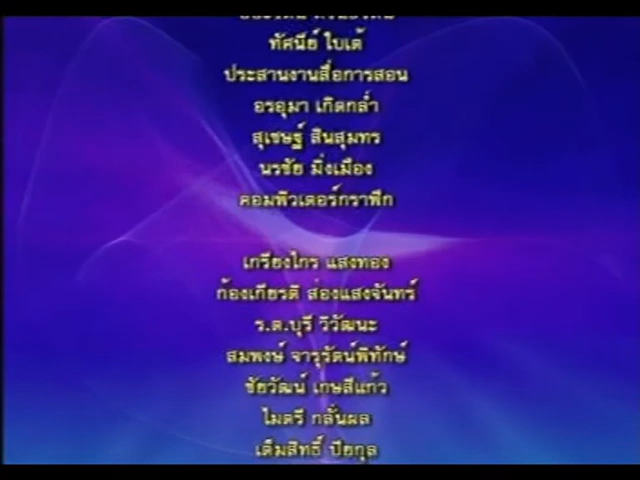 ทัศนีย์ ใบเต้
ประสานงานสื่อการสอน
อรอุมา เกิดกล่ำ
สุเชษฐ์ สินสุมทร
นรชัย มิ่งเมือง
คอมพิวเตอร์กราฟิก
เกรียงไกร แสงทอง
ก้องเกียรติ ส่องแสงจันทร์
ร.ต.บุรี วิวัฒนะ
สมพงษ์ จารุรัตน์พิทักษ์
ชัยวัฒน์ เกษสีแก้ว
ไมตรี กลั่นผล
เต็มสิทธิ์ ปียกุล